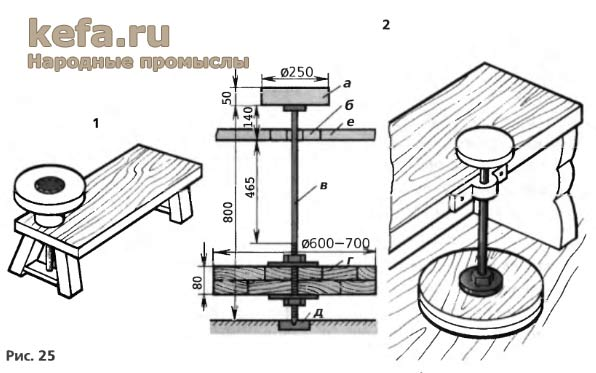 kefa.ru
Народные промыслы
1
2
ø250
50
140
465
800
ø600–700
80
а
б
е
в
г
д
Рис. 25